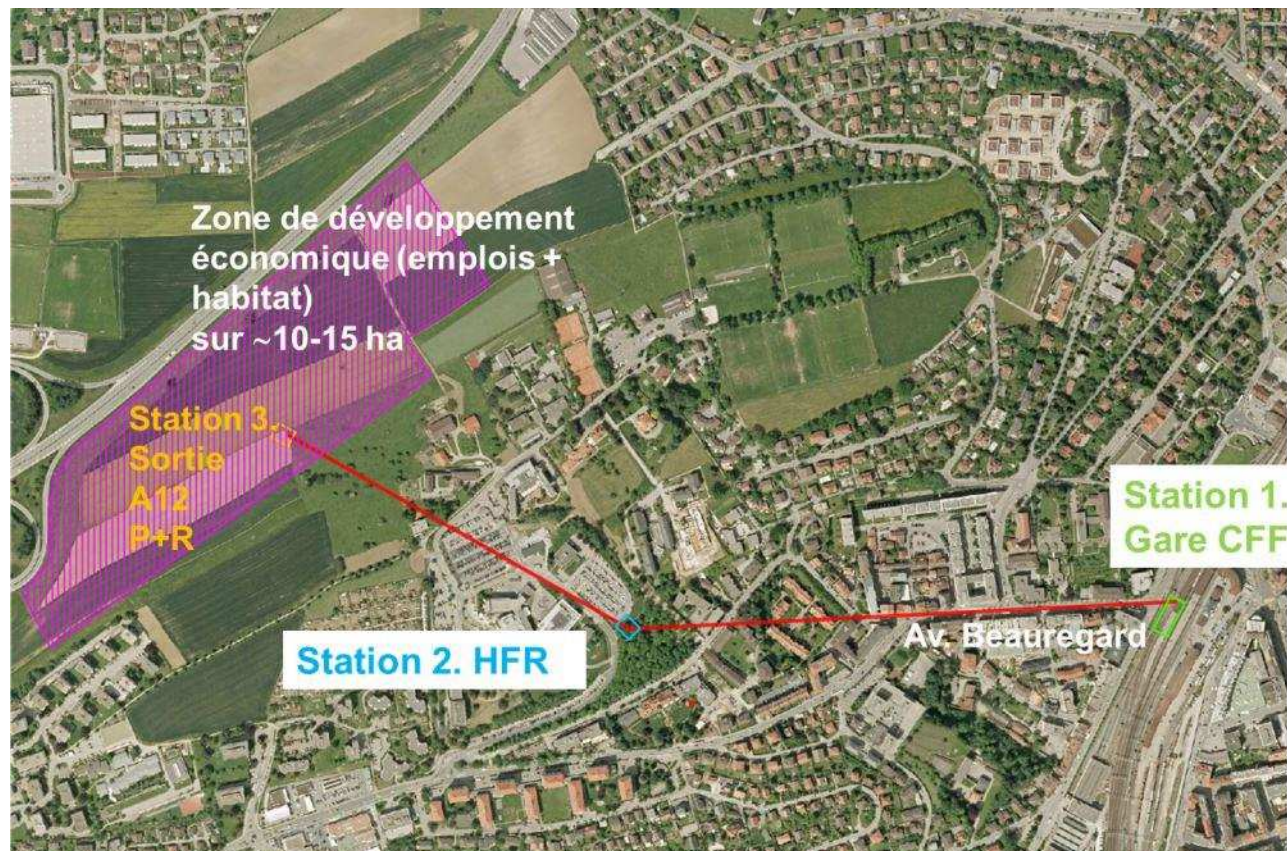 Zone de développement
économique (emplois +
habitat)
sur ~10-15 ha
Station 3.
Sortie
A12
P+R
Station 1.
Gare CFF
Av. Beauregard
Station 2. HFR